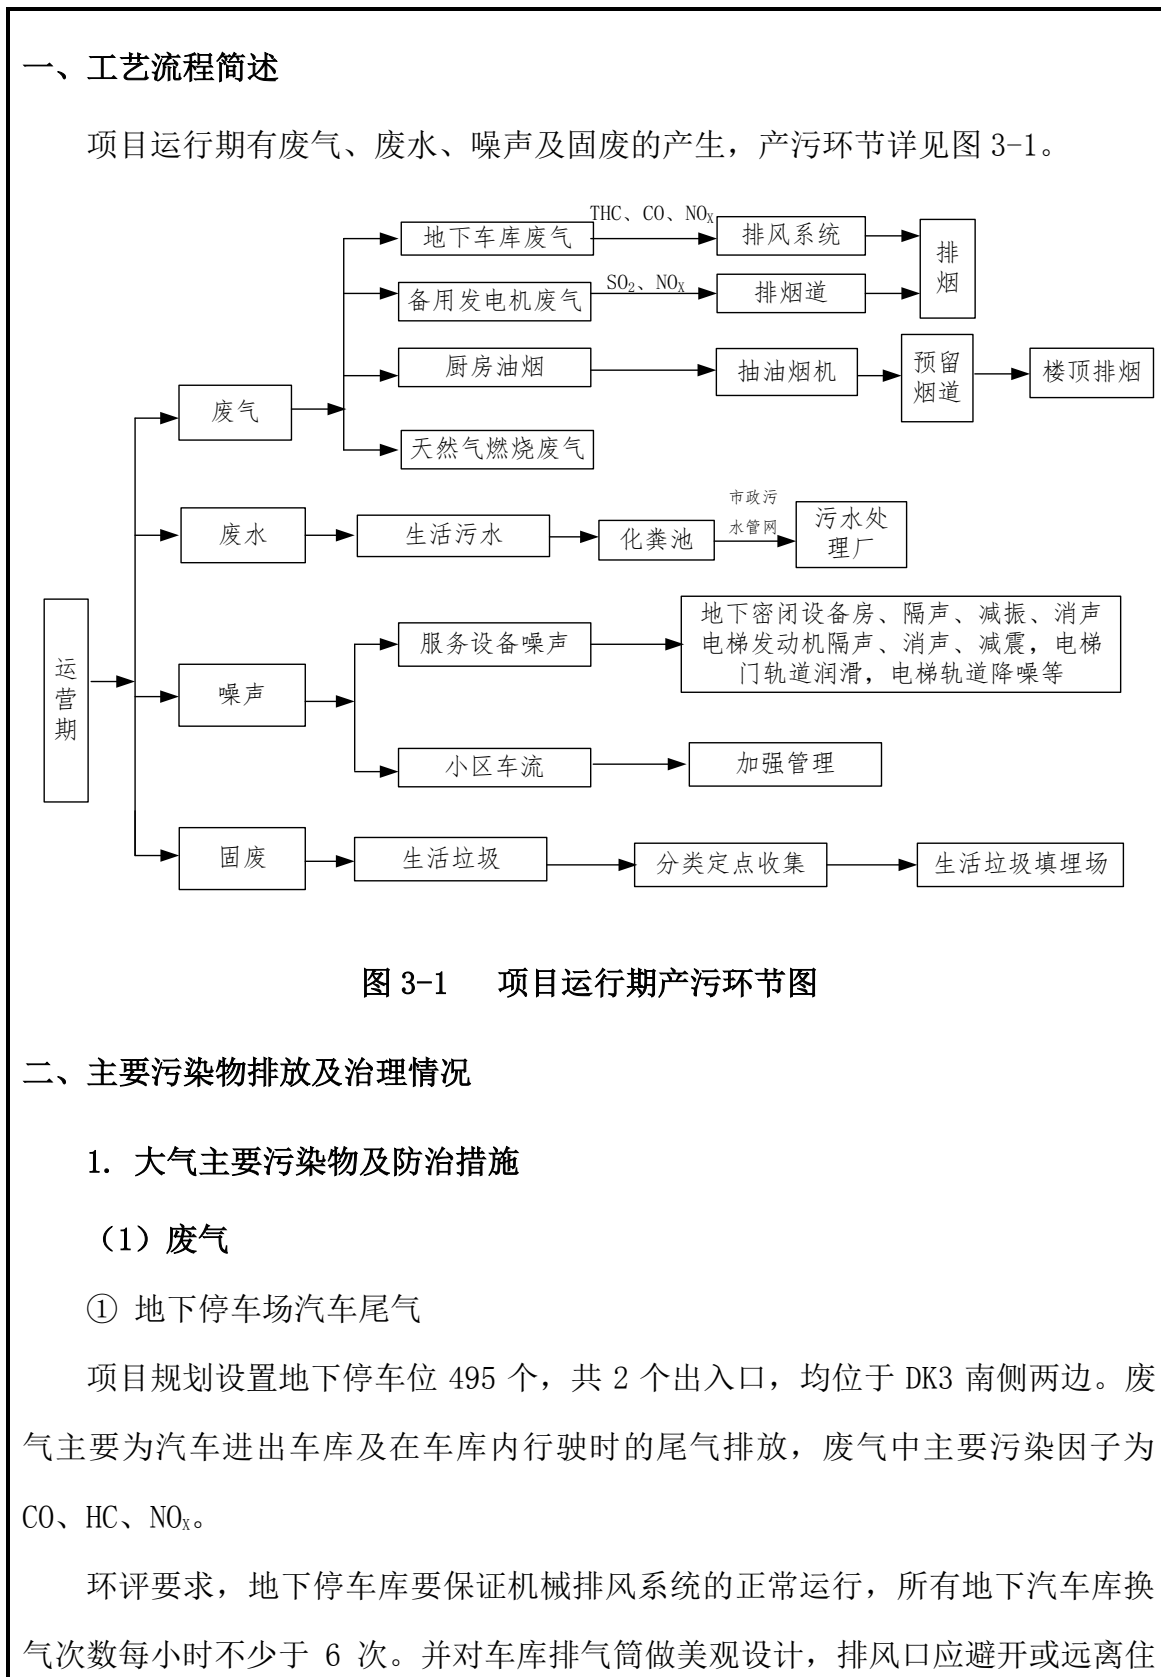 一、工艺流程简述
项目运行期有废气、废水、噪声及固废的产生，产污环节详见图 3-1。
THC、CO、NOX
地下车库废气
排风系统
排
烟
SO2、NOX
备用发电机废气
排烟道
厨房油烟
抽油烟机
预留
烟道
楼顶排烟
废气
天然气燃烧废气
市政污
水管网
废水
生活污水
化粪池
污水处
理厂
运
营
期
噪声
服务设备噪声
地下密闭设备房、隔声、减振、消声
电梯发动机隔声、消声、减震，电梯
门轨道润滑，电梯轨道降噪等
小区车流
加强管理
固废
生活垃圾
分类定点收集
生活垃圾填埋场
图 3-1 项目运行期产污环节图
二、主要污染物排放及治理情况
1. 大气主要污染物及防治措施
（1）废气
① 地下停车场汽车尾气
项目规划设置地下停车位 495 个，共 2 个出入口，均位于 DK3 南侧两边。废
气主要为汽车进出车库及在车库内行驶时的尾气排放，废气中主要污染因子为
CO、HC、NOX。
环评要求，地下停车库要保证机械排风系统的正常运行，所有地下汽车库换
气次数每小时不少于 6 次。并对车库排气筒做美观设计，排风口应避开或远离住